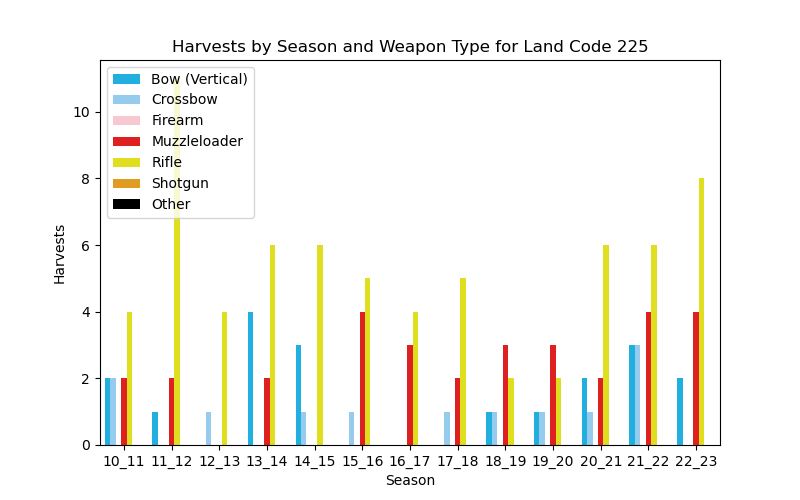 Harvests by Season and Weapon Type for Land Code 225
Bow (Vertical)
Crossbow
Firearm
Muzzleloader
Rifle
Shotgun
Other
10
8
6
4
2
0
Harvests
10_11 11_12 12_13 13_14 14_15 15_16 16_17 17_18 18_19 19_20 20_21 21_22 22_23
Season